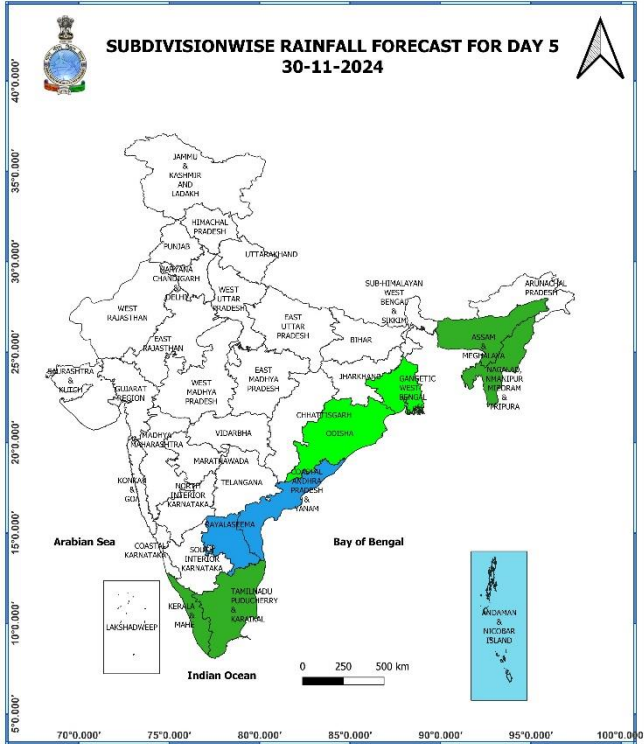 SUBDIVISIONWISE RAINFALL FORECAST FOR DAY 5
30-11-2024
40°0.000'
35°0.000'
30°0.000'
25°0.000'
20°0.000'
15°0.000'
10°0.000'
5°0.000'
JAMMU
&
KASHMIR
AND
LADAKH
HIMACHAL
PRADESH
PUNJAB
UTTARAKHAND
HARYANA
CHANDIGARH
&
DELHI
WEST
UTTAR
PRADESH
WEST
RAJASTHAN
EAST
RAJASTHAN
EAST
UTTAR
PRADESH
SUB-HIMALAYAN
WEST
BENGAL
&
SIKKIM
ARUNACHAL
PRADESH
BIHAR
ASSAM
&
MEGHALAYA
NAGALAD,
NMANIPUR
MIZORAM
&
TRIPURA
SAURASHTRA
&
KUTCH
GUJARAT
REGION
WEST
MADHYA
PRADESH
EAST
MADHYA
PRADESH
JHARKHAND
GANGETIC
WEST
BENGAL
CHHATTISGARH
ODISHA
MADHYA
MAHARASHTRA
VIDARBHA
MARATHWADA
TELANGANA
KONKAN
&
GOA
NORTH
INTERIOR
KARNATAKA
COASTAL
ANDHRA
PRADESH
&
YANAM
RAYALASEEMA
COASTAL
KARNATAKA
SOUTH
INTERIOR
KARNATAKA
Arabian Sea
Bay of Bengal
KERALA
&
MAHE
TAMILNADU
PUDUCHERRY
&
KARAIKAL
LAKSHADWEEP
ANDAMAN
&
NICOBAR
ISLAND
Indian Ocean
0 250 500 km
70°0.000' 75°0.000' 80°0.000' 85°0.000' 90°0.000' 95°0.000' 100°0.000'